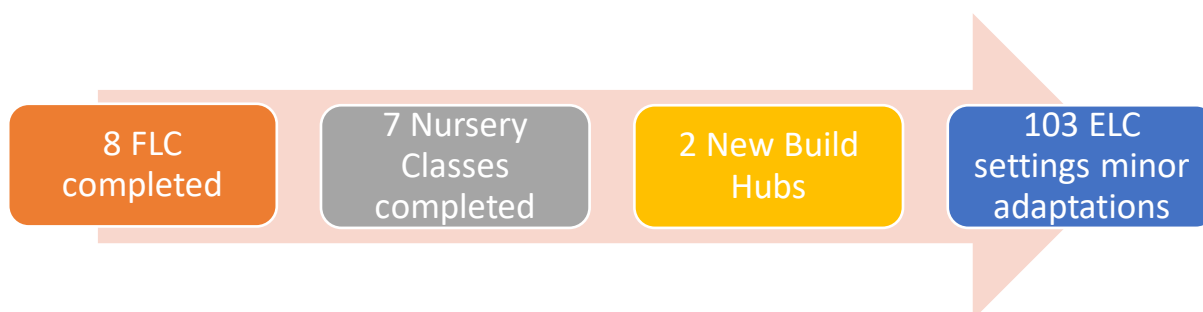 8 FLC
completed
7 Nursery
Classes
completed
2 New Build
Hubs
103 ELC
settings minor
adaptations